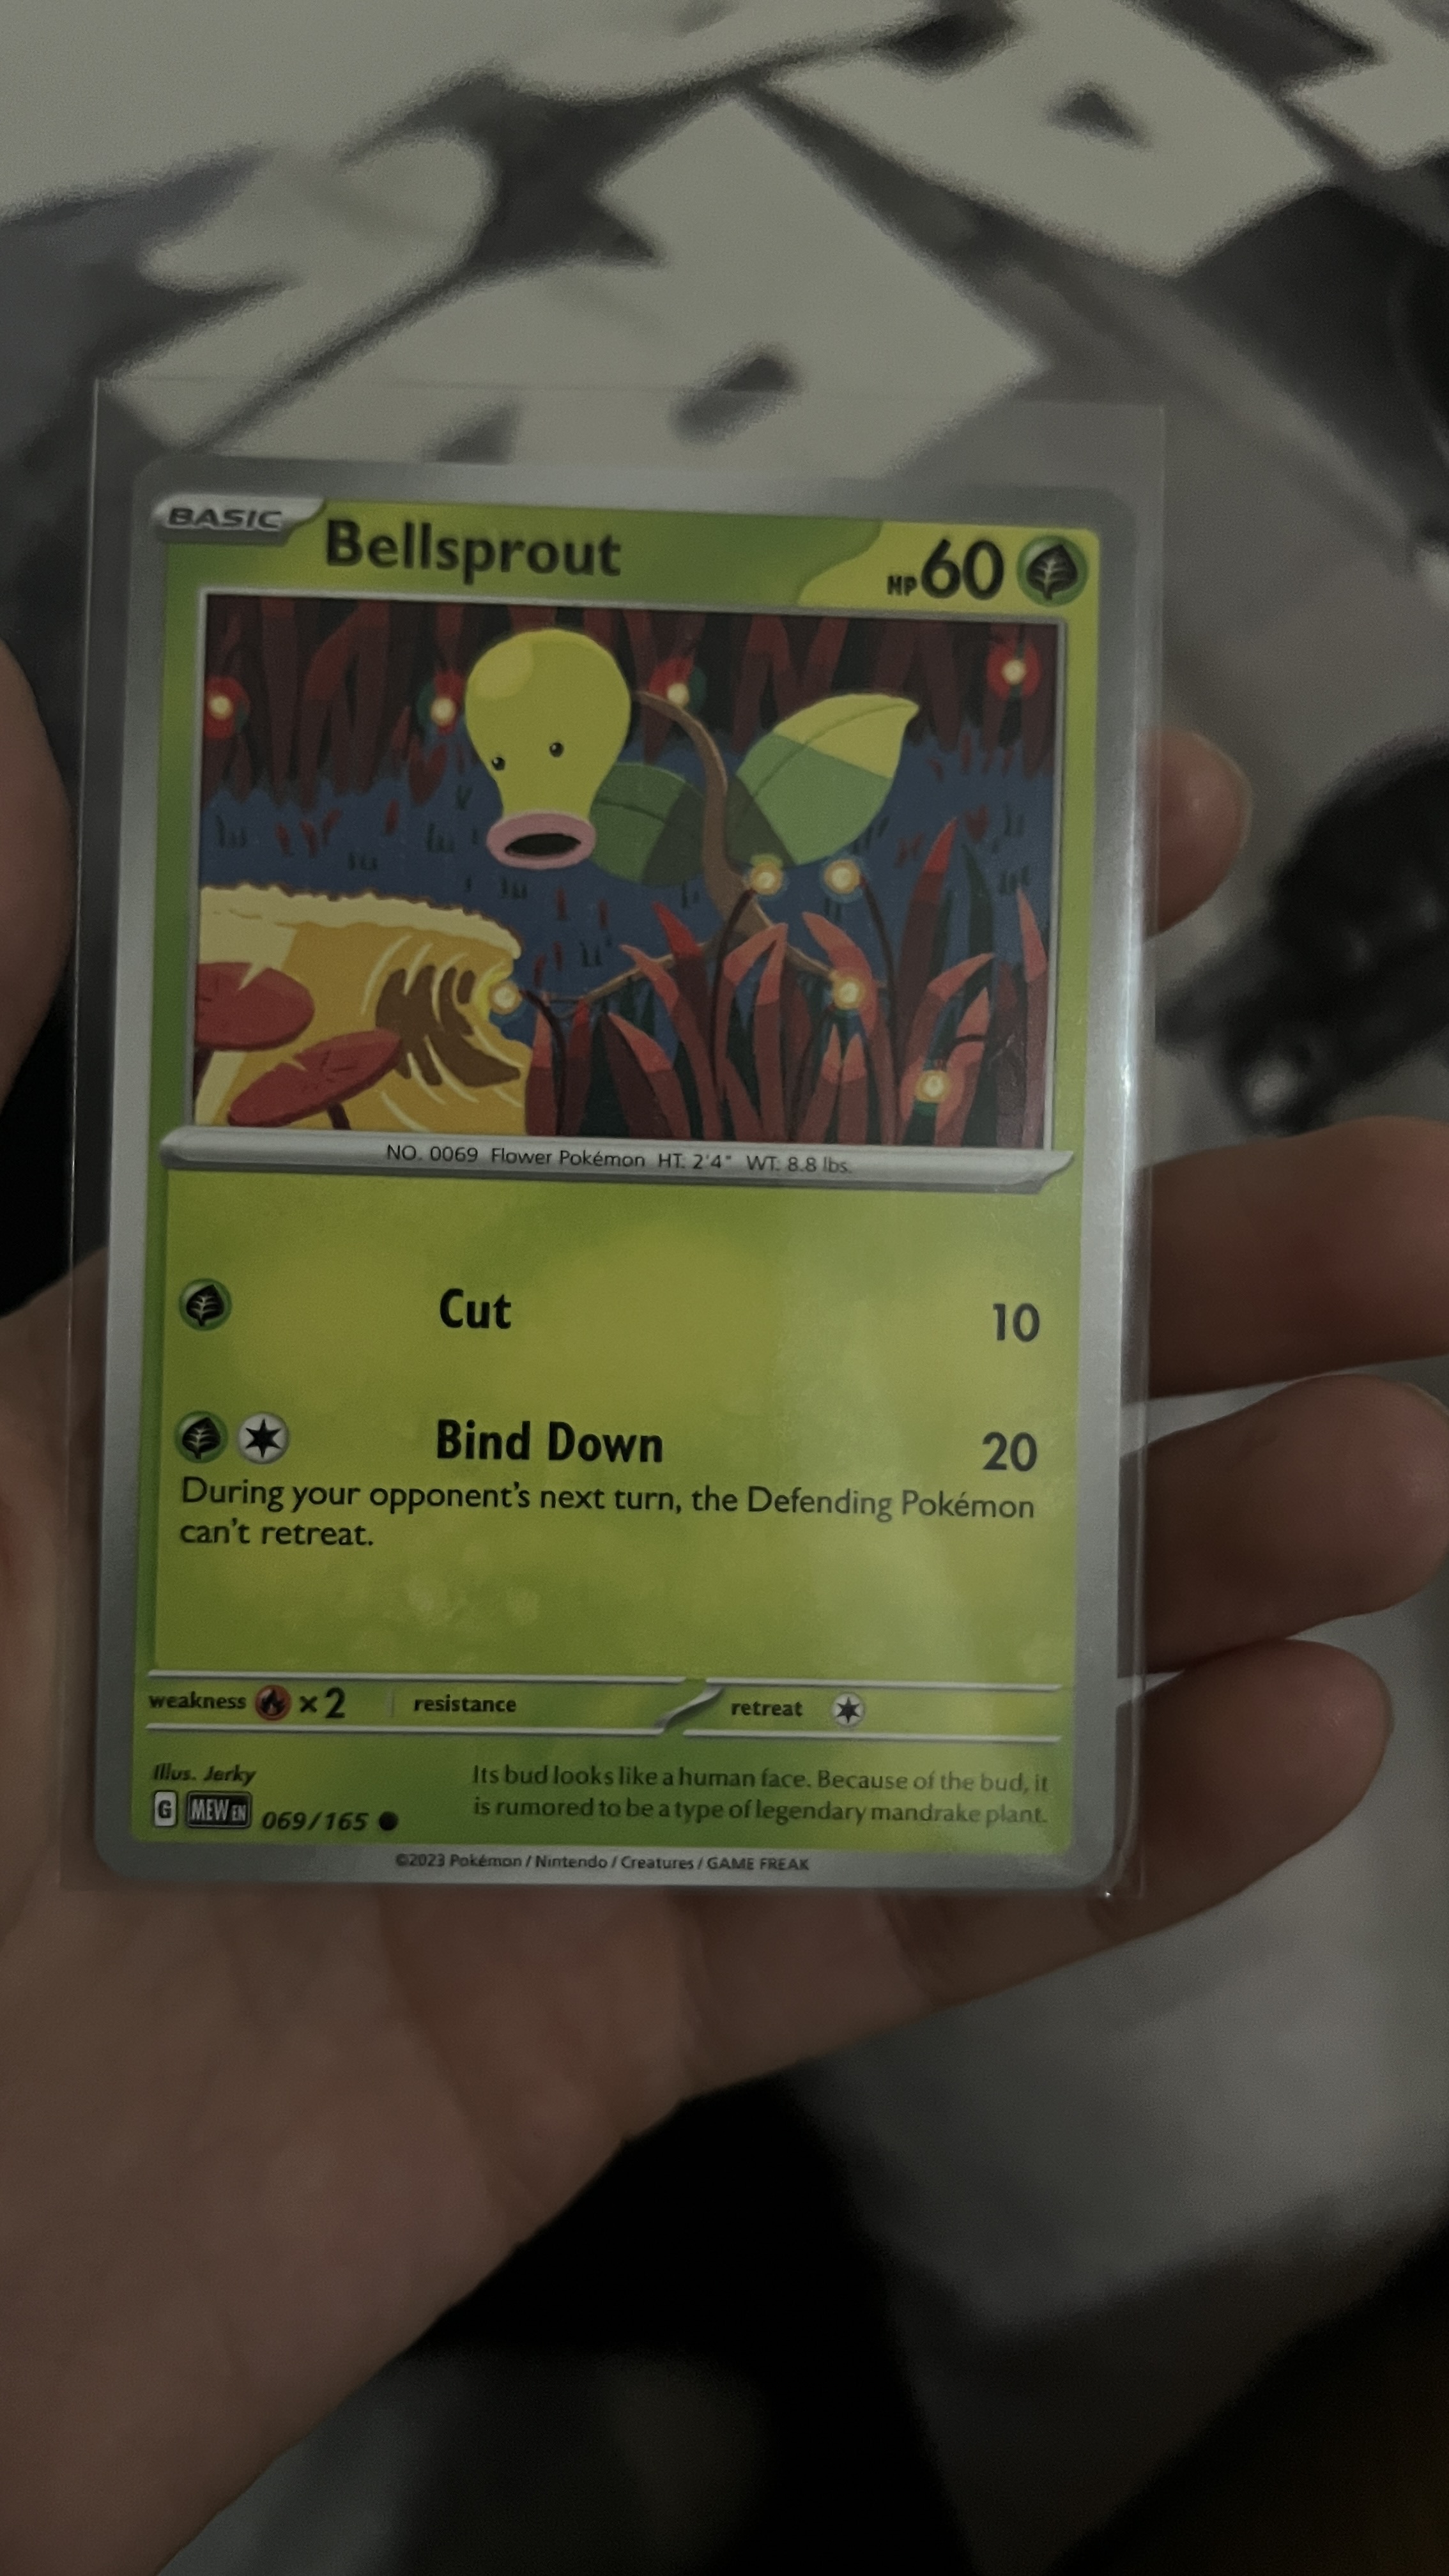 BASIC
Bellsprout
HP 60
NO. 0069 Flower Pokémon HT: 2'4" WT: 8.8 lbs.
Cut 10
Bind Down 20
During your opponent's next turn, the Defending Pokémon
can't retreat.
weakness ×2 resistance retreat
Illus. Jerky
Its bud looks like a human face. Because of the bud, it
is rumored to be a type of legendary mandrake plant.
G MEW EN 069/165
©2023 Pokémon / Nintendo / Creatures / GAME FREAK